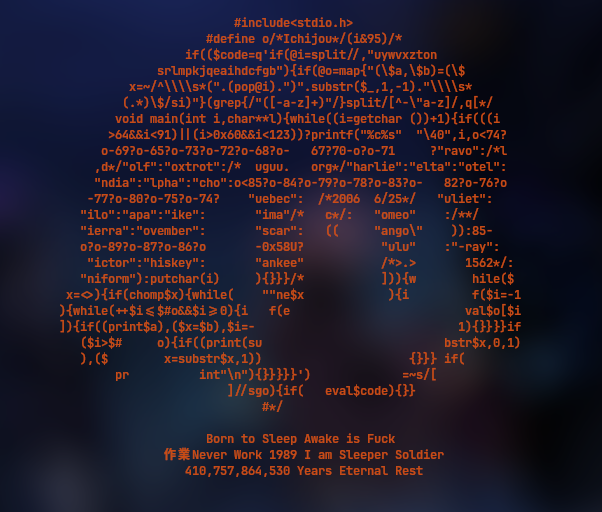 #include<stdio.h>
#define o/*Ichijou*/(i&95)/*
if(($code=q'if(@i=split//,"uywvxzton
srlmpkjqeaihdcfgb"){if(@o=map{"(\$a,\$b)=(\$
x=~/^\\\\s*(".(pop@i).")".substr($_,1,-1)."\\\\s*
(.*)\$/si)"}(grep{/"([-a-z]+)"/}split/[^-\"a-z]/,q[*/
void main(int i,char**l){while((i=getchar ())+1){if(((i
>64&&i<91)||(i>0x60&&i<123))?printf("%c%s"  "\40",i,o<74?
o-69?o-65?o-73?o-72?o-68?o-   67?70-o?o-71     ?"ravo":/*l
,d*/"olf":"oxtrot":/*  uguu.   org*/"harlie":"elta":"otel":
"ndia":"lpha":"cho":o<85?o-84?o-79?o-78?o-83?o-   82?o-76?o
-77?o-80?o-75?o-74?    "uebec":  /*2006  6/25*/   "uliet":
"ilo":"apa":"ike":       "ima"/*   c*/:   "omeo"    :/**/
"ierra":"ovember":       "scar":   ((     "ango\"    )):85-
o?o-89?o-87?o-86?o       -0x58U?           "ulu"    :"-ray":
"ictor":"hiskey":       "ankee"           /*>.>       1562*/:
"niform"):putchar(i)     ){}}}/*           ])){w        hile($
x=<>){if(chomp$x){while(    ""ne$x            ){i         f($i=-1
){while(++$i<=$#o&&$i>=0){i   f(e                         val$o[$i
]){if((print$a),($x=$b),$i=-                             1){}}}}if
($i>$#     o){if((print(su                          bstr$x,0,1)
),($        x=substr$x,1))                     {}}} if(
pr          int"\n"){}}}}}')             =~s/[
]//sgo){if(   eval$code){}}
#*/
Born to Sleep Awake is Fuck
作業Never Work 1989 I am Sleeper Soldier
410,757,864,530 Years Eternal Rest